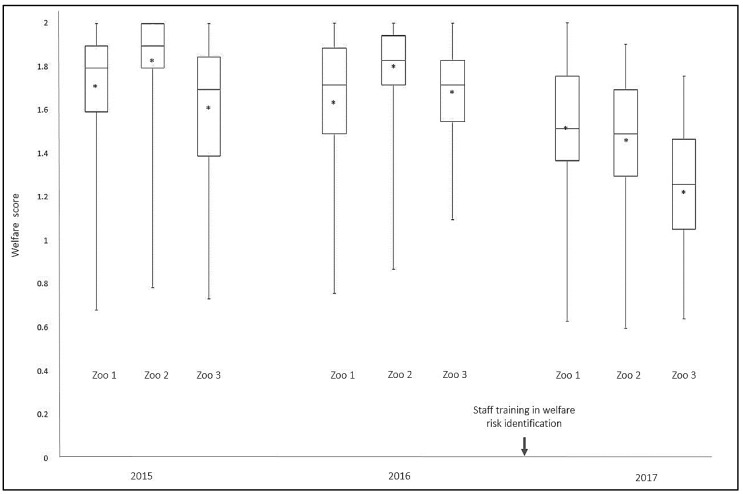 2
1.8
1.6
1.4
1.2
1
0.8
0.6
0.4
0.2
0
Welfare score
Zoo 1 Zoo 2 Zoo 3
Zoo 1 Zoo 2 Zoo 3
Zoo 1 Zoo 2 Zoo 3
Staff training in welfare
risk identification
2015 2016 2017